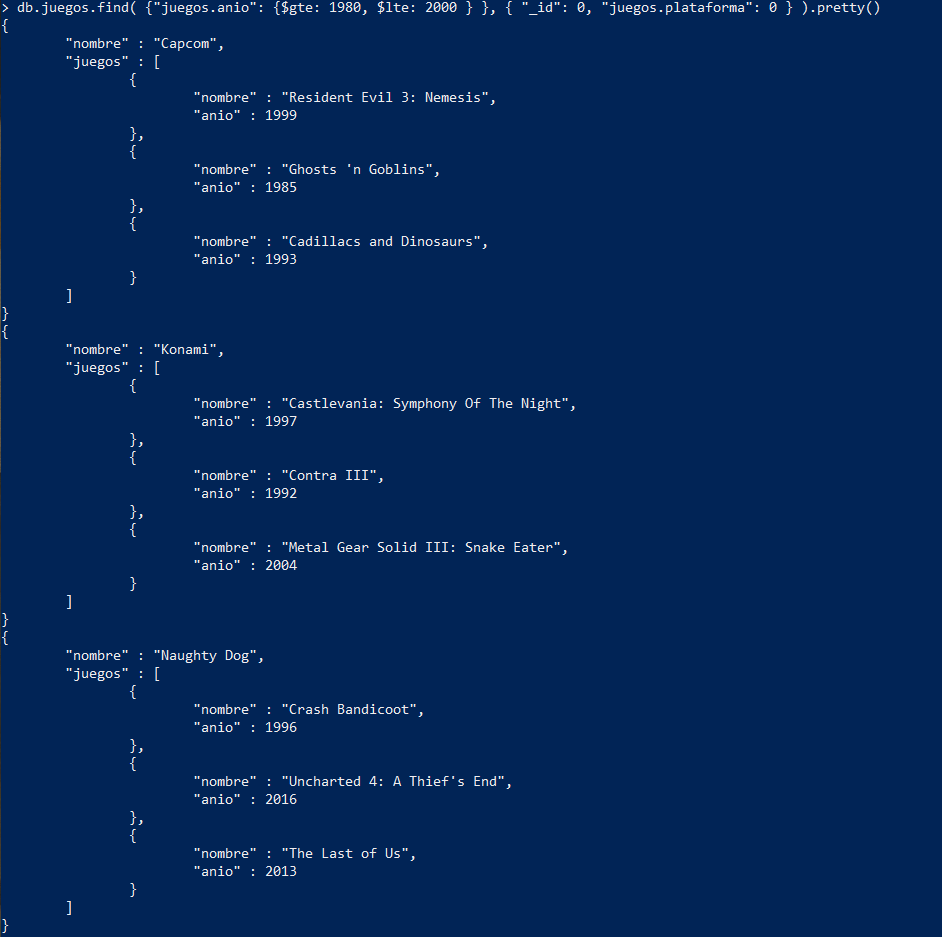 > db.juegos.find( {"juegos.anio": {$gte: 1980, $lte: 2000 } }, { "_id": 0, "juegos.plataforma": 0 } ).pretty()
{
        "nombre" : "Capcom",
        "juegos" : [
                {
                        "nombre" : "Resident Evil 3: Nemesis",
                        "anio" : 1999
                },
                {
                        "nombre" : "Ghosts 'n Goblins",
                        "anio" : 1985
                },
                {
                        "nombre" : "Cadillacs and Dinosaurs",
                        "anio" : 1993
                }
        ]
}
{
        "nombre" : "Konami",
        "juegos" : [
                {
                        "nombre" : "Castlevania: Symphony Of The Night",
                        "anio" : 1997
                },
                {
                        "nombre" : "Contra III",
                        "anio" : 1992
                },
                {
                        "nombre" : "Metal Gear Solid III: Snake Eater",
                        "anio" : 2004
                }
        ]
}
{
        "nombre" : "Naughty Dog",
        "juegos" : [
                {
                        "nombre" : "Crash Bandicoot",
                        "anio" : 1996
                },
                {
                        "nombre" : "Uncharted 4: A Thief's End",
                        "anio" : 2016
                },
                {
                        "nombre" : "The Last of Us",
                        "anio" : 2013
                }
        ]
}